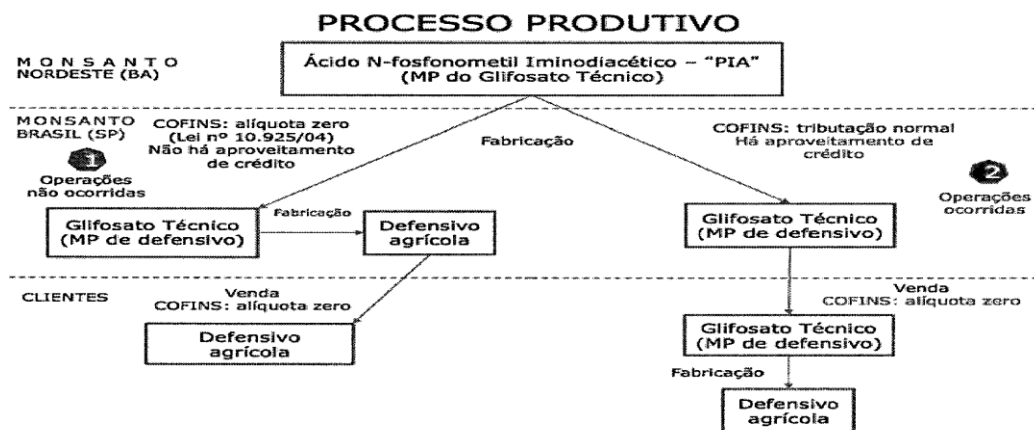 PROCESSO PRODUTIVO
MONSANTO
NORDESTE (BA)
Ácido N-fosfonometil Iminodiacético – "PIA"
(MP do Glifosato Técnico)
MONSANTO
BRASIL (SP)
1
Operações
não ocorridas
COFINS: alíquota zero
(Lei nº 10.925/04)
Não há aproveitamento
de crédito
Fabricação
COFINS: tributação normal
Há aproveitamento de
crédito
2
Operações
ocorridas
Glifosato Técnico
(MP de defensivo)
Fabricação
Defensivo
agrícola
Glifosato Técnico
(MP de defensivo)
CLIENTES
Venda
COFINS: alíquota zero
Defensivo
agrícola
Venda
COFINS: alíquota zero
Glifosato Técnico
(MP de defensivo)
Fabricação
Defensivo
agrícola